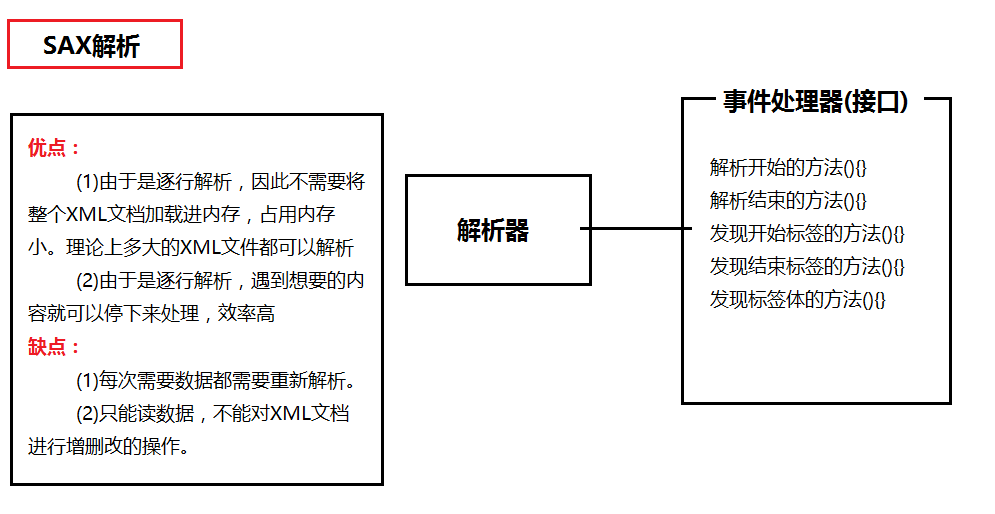 SAX解析
优点：
(1)由于是逐行解析，因此不需要将
整个XML文档加载进内存，占用内存
小。理论上多大的XML文件都可以解析
(2)由于是逐行解析，遇到想要的内
容就可以停下来处理，效率高
缺点：
(1)每次需要数据都需要重新解析。
(2)只能读数据，不能对XML文档
进行增删改的操作。
解析器
事件处理器(接口)
解析开始的方法(){}
解析结束的方法(){}
发现开始标签的方法(){}
发现结束标签的方法(){}
发现标签体的方法(){}